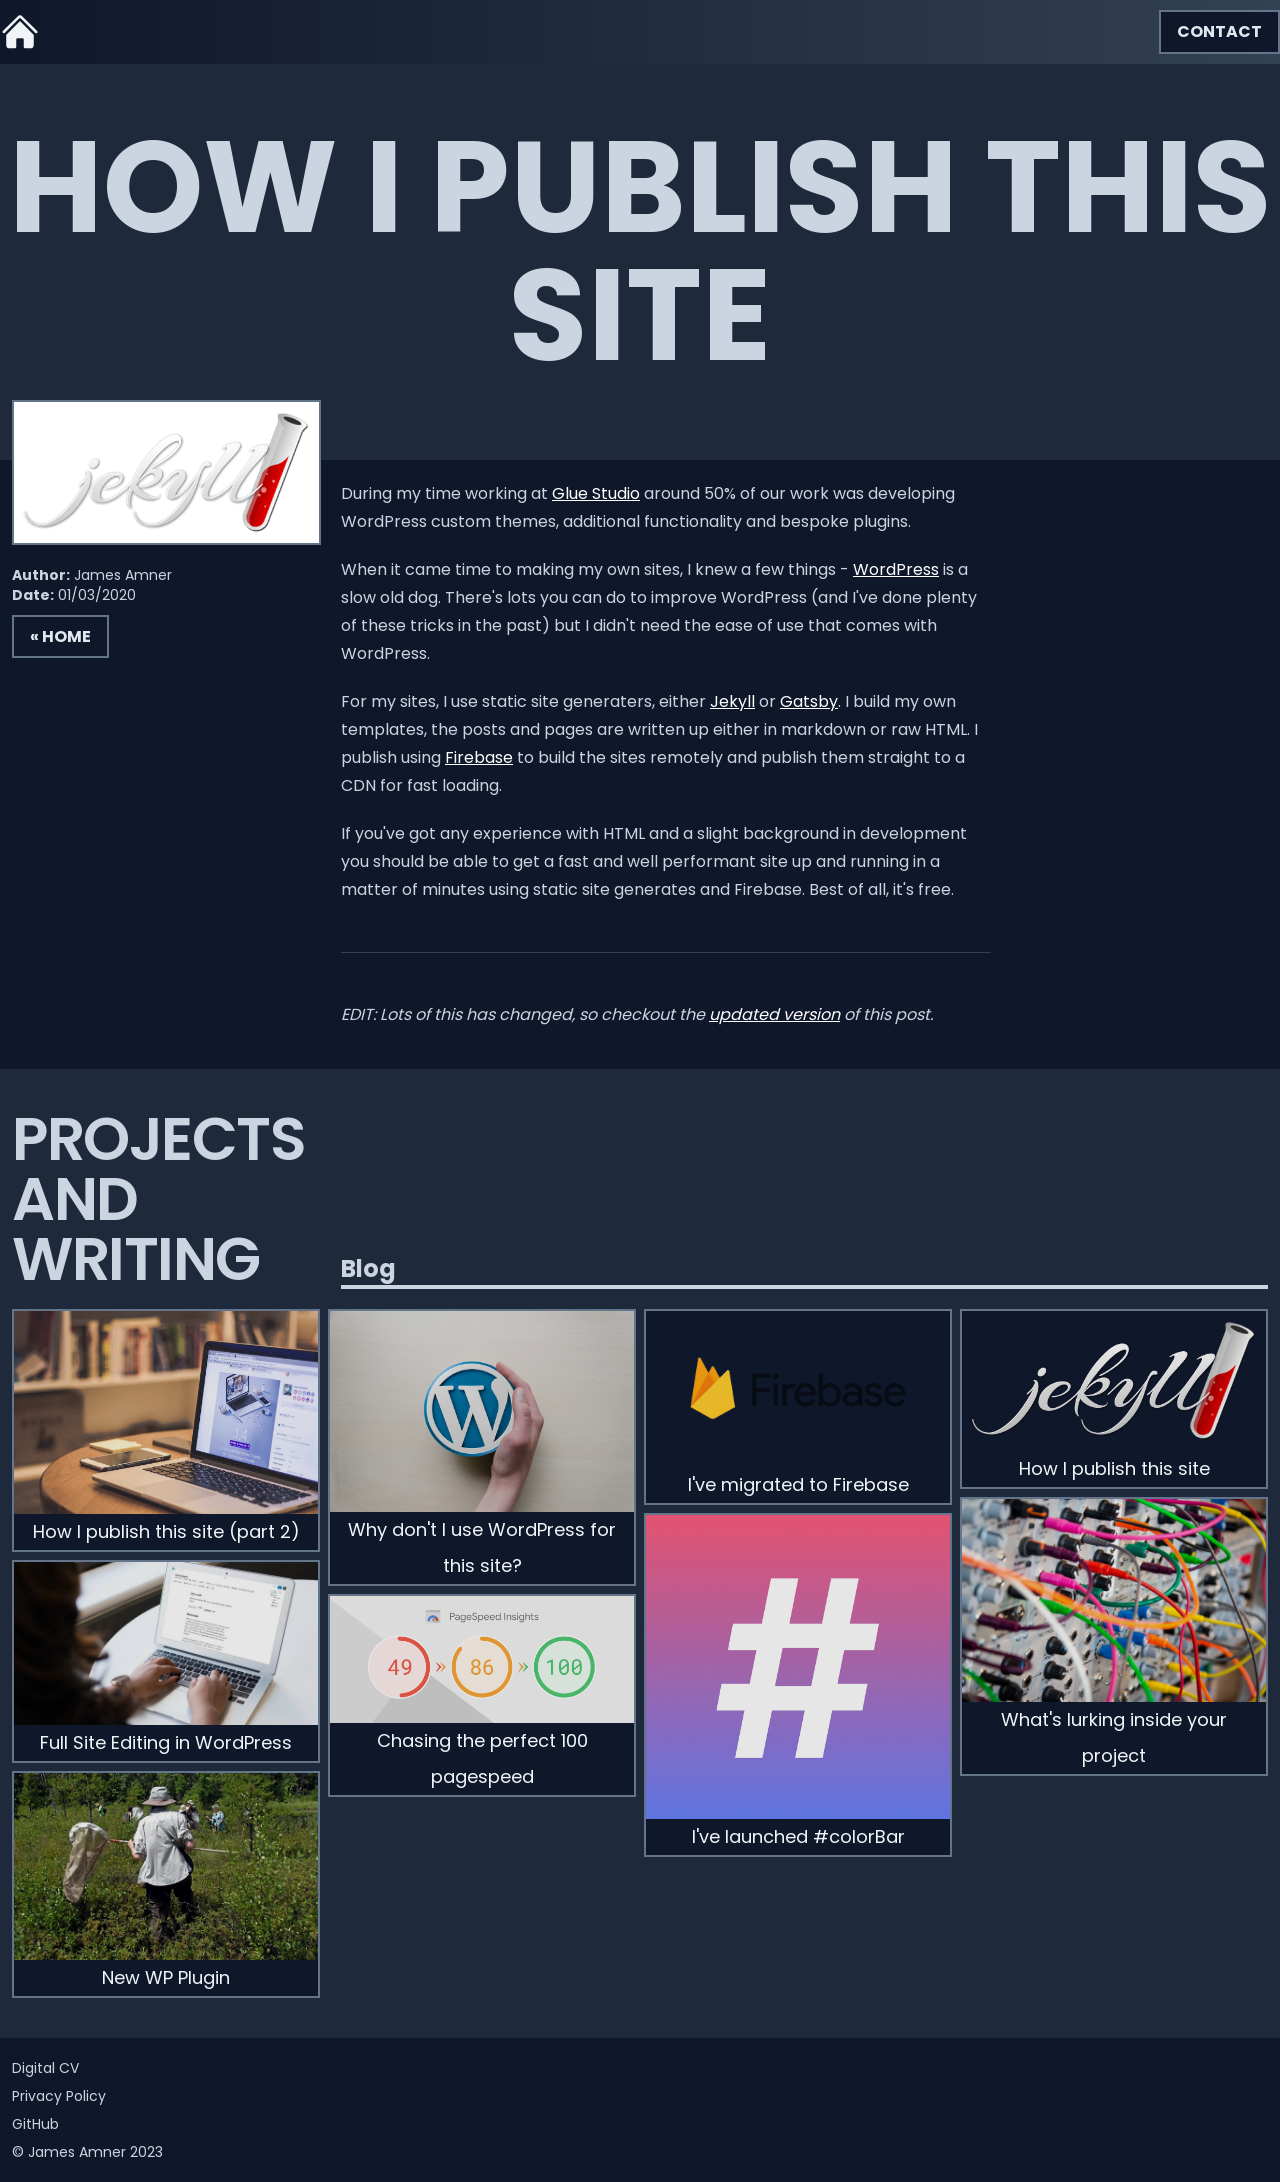 CONTACT
HOW I PUBLISH THIS
SITE
jekyll
During my time working at Glue Studio around 50% of our work was developing
WordPress custom themes, additional functionality and bespoke plugins.
Author: James Amner
Date: 01/03/2020
« HOME
When it came time to making my own sites, I knew a few things - WordPress is a
slow old dog. There's lots you can do to improve WordPress (and I've done plenty
of these tricks in the past) but I didn't need the ease of use that comes with
WordPress.
For my sites, I use static site generaters, either Jekyll or Gatsby. I build my own
templates, the posts and pages are written up either in markdown or raw HTML. I
publish using Firebase to build the sites remotely and publish them straight to a
CDN for fast loading.
If you've got any experience with HTML and a slight background in development
you should be able to get a fast and well performant site up and running in a
matter of minutes using static site generates and Firebase. Best of all, it's free.
EDIT: Lots of this has changed, so checkout the updated version of this post.
PROJECTS
AND
WRITING
Blog
How I publish this site (part 2)
Full Site Editing in WordPress
New WP Plugin
W
Why don't I use WordPress for
this site?
PageSpeed Insights
49 » 86 » 100
Chasing the perfect 100
pagespeed
Firebase
I've migrated to Firebase
#
I've launched #colorBar
jekyll
How I publish this site
What's lurking inside your
project
Digital CV
Privacy Policy
GitHub
© James Amner 2023